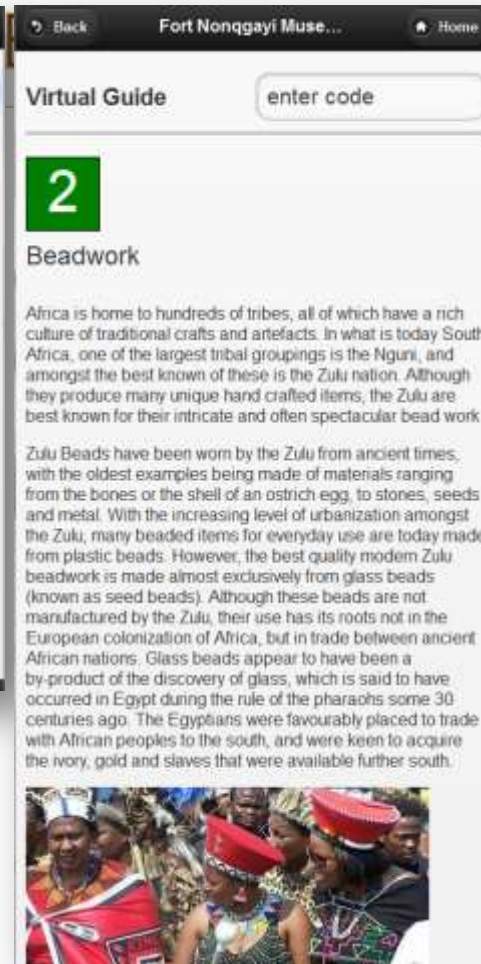 Back
Fort Nonqgayi Muse...
Home
Virtual Guide
enter code
2
Beadwork
Africa is home to hundreds of tribes, all of which have a rich
culture of traditional crafts and artefacts. In what is today South
Africa, one of the largest tribal groupings is the Nguni, and
amongst the best known of these is the Zulu nation. Although
they produce many unique hand crafted items, the Zulu are
best known for their intricate and often spectacular bead work
Zulu Beads have been worn by the Zulu from ancient times,
with the oldest examples being made of materials ranging
from the bones or the shell of an ostrich egg, to stones, seeds
and metal. With the increasing level of urbanization amongst
the Zulu, many beaded items for everyday use are today made
from plastic beads. However, the best quality modern Zulu
beadwork is made almost exclusively from glass beads
(known as seed beads). Although these beads are not
manufactured by the Zulu, their use has its roots not in the
European colonization of Africa, but in trade between ancient
African nations. Glass beads appear to have been a
by-product of the discovery of glass, which is said to have
occurred in Egypt during the rule of the pharaohs some 30
centuries ago. The Egyptians were favourably placed to trade
with African peoples to the south, and were keen to acquire
the ivory, gold and slaves that were available further south.